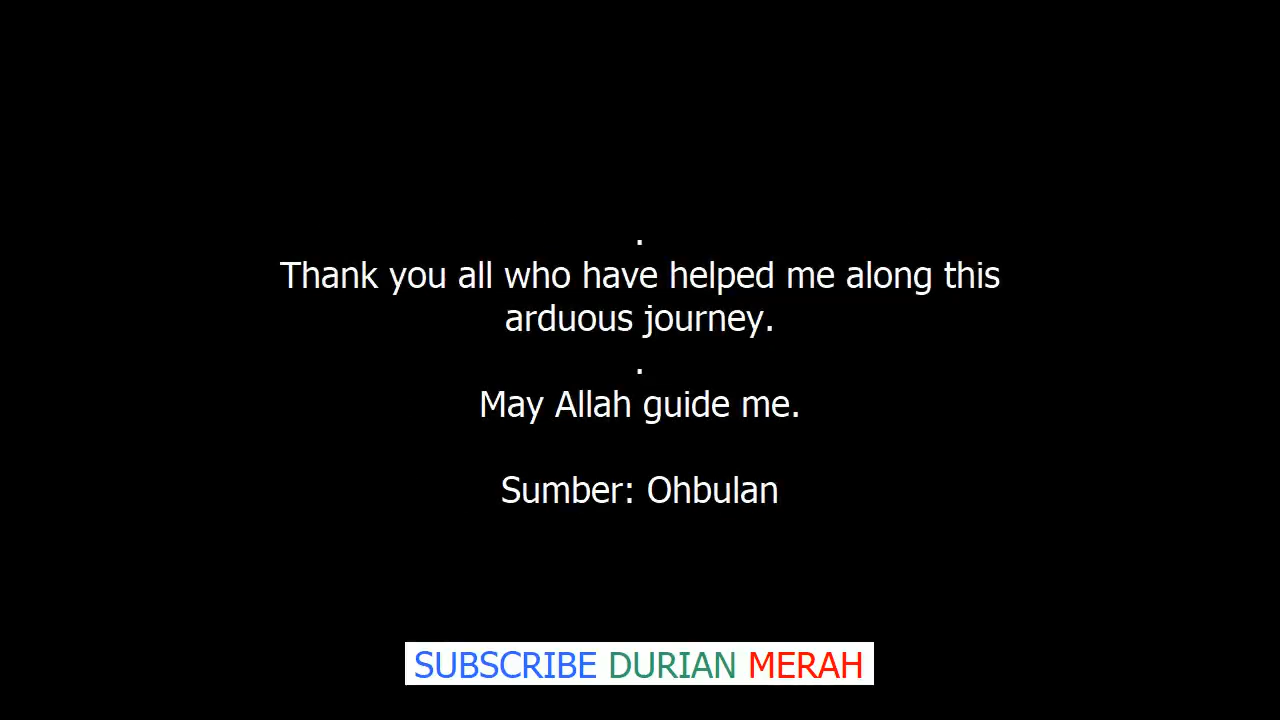 .
Thank you all who have helped me along this
arduous journey.
.
May Allah guide me.
Sumber: Ohbulan
SUBSCRIBE DURIAN MERAH